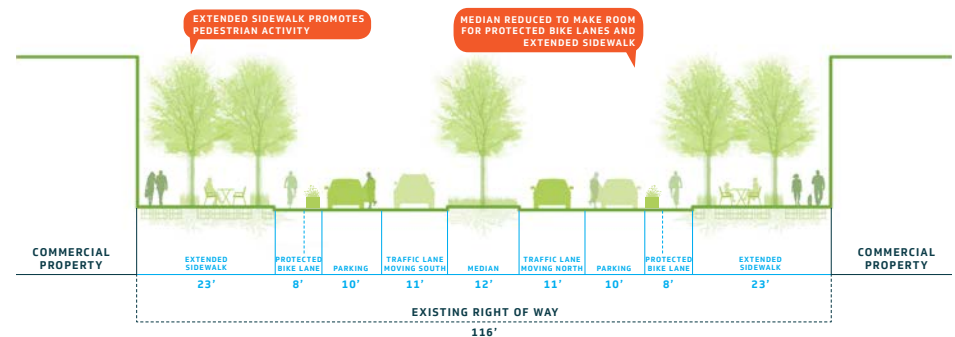 EXTENDED SIDEWALK PROMOTES
PEDESTRIAN ACTIVITY
MEDIAN REDUCED TO MAKE ROOM
FOR PROTECTED BIKE LANES AND
EXTENDED SIDEWALK
COMMERCIAL
PROPERTY
EXTENDED
SIDEWALK
23'
PROTECTED
BIKE LANE
8'
PARKING
10'
TRAFFIC LANE
MOVING SOUTH
11'
MEDIAN
12'
TRAFFIC LANE
MOVING NORTH
11'
PARKING
10'
PROTECTED
BIKE LANE
8'
EXTENDED
SIDEWALK
23'
COMMERCIAL
PROPERTY
EXISTING RIGHT OF WAY
116'